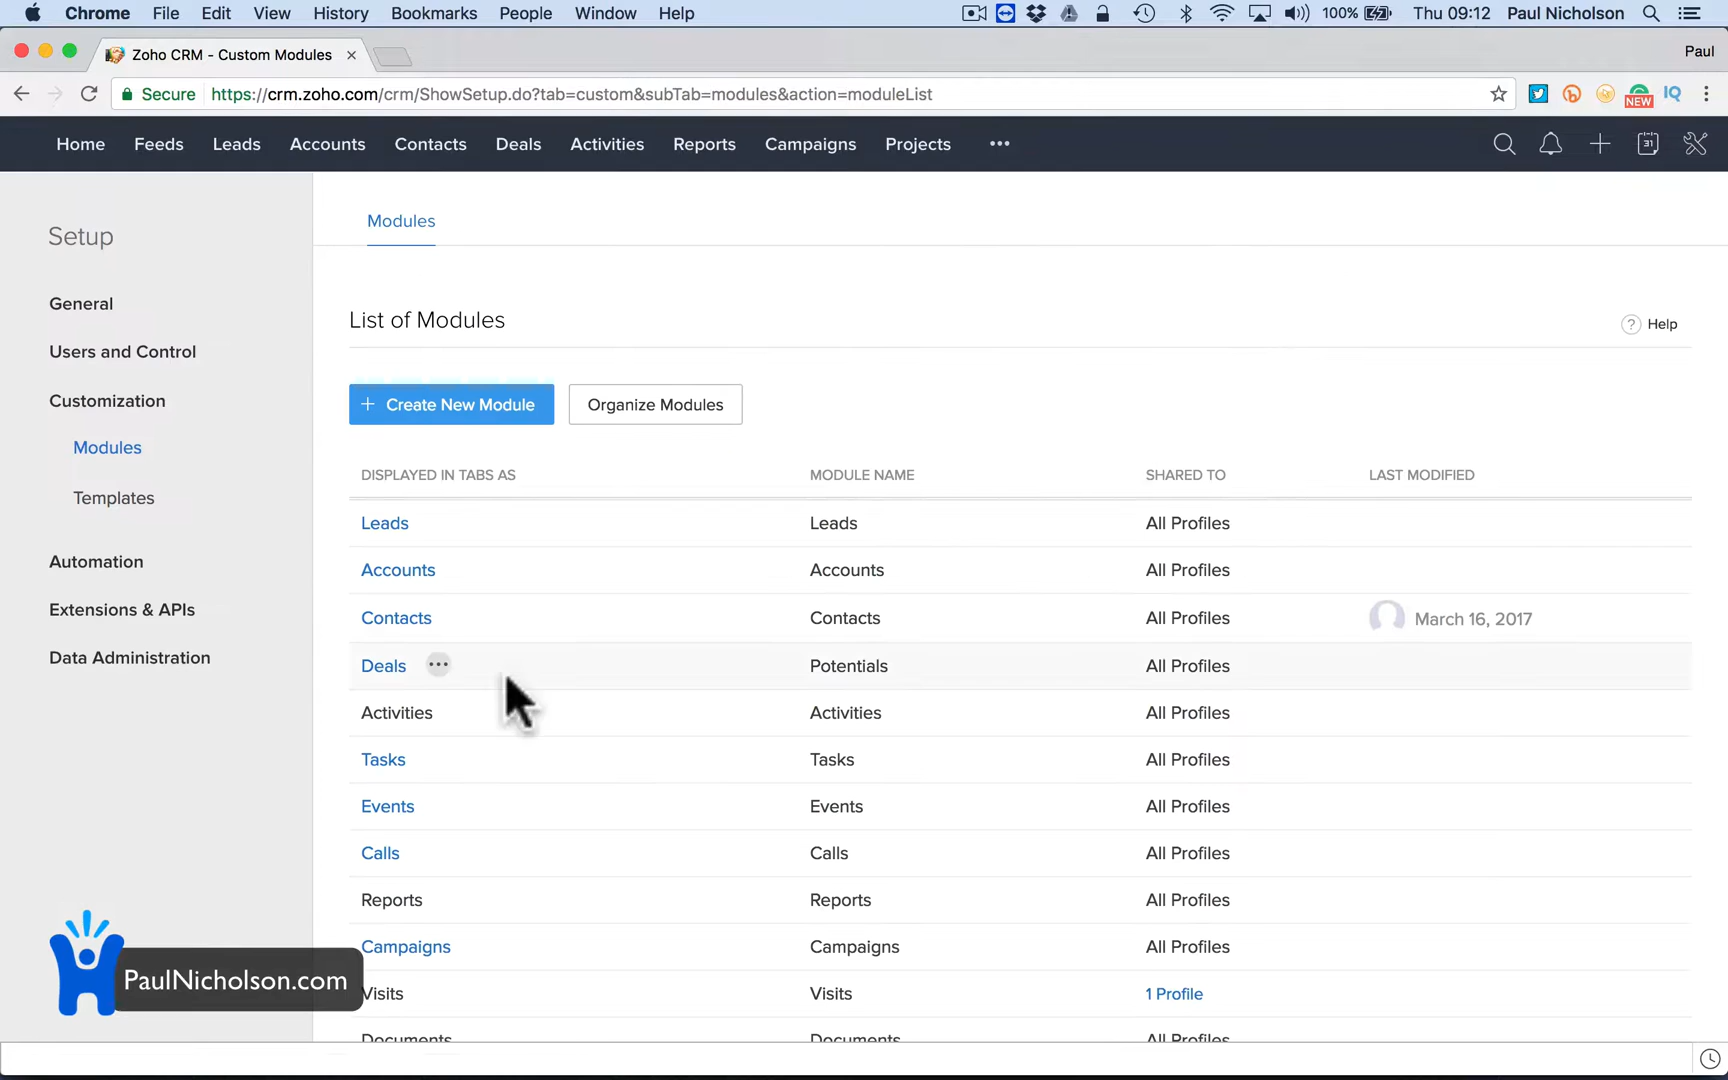 Chrome File Edit View History Bookmarks People Window Help 100% Thu 09:12 Paul Nicholson
Zoho CRM - Custom Modules × Paul
Secure https://crm.zoho.com/crm/ShowSetup.do?tab=custom&subTab=modules&action=moduleList NEW IQ
Home Feeds Leads Accounts Contacts Deals Activities Reports Campaigns Projects ••• 31
Setup
General
Users and Control
Customization
Modules
Templates
Automation
Extensions & APIs
Data Administration
Modules
List of Modules
? Help
+ Create New Module Organize Modules
DISPLAYED IN TABS AS MODULE NAME SHARED TO LAST MODIFIED
Leads Leads All Profiles
Accounts Accounts All Profiles
Contacts Contacts All Profiles March 16, 2017
Deals ••• Potentials All Profiles
Activities Activities All Profiles
Tasks Tasks All Profiles
Events Events All Profiles
Calls Calls All Profiles
Reports Reports All Profiles
Campaigns Campaigns All Profiles
Visits Visits 1 Profile
Documents Documents All Profiles
PaulNicholson.com